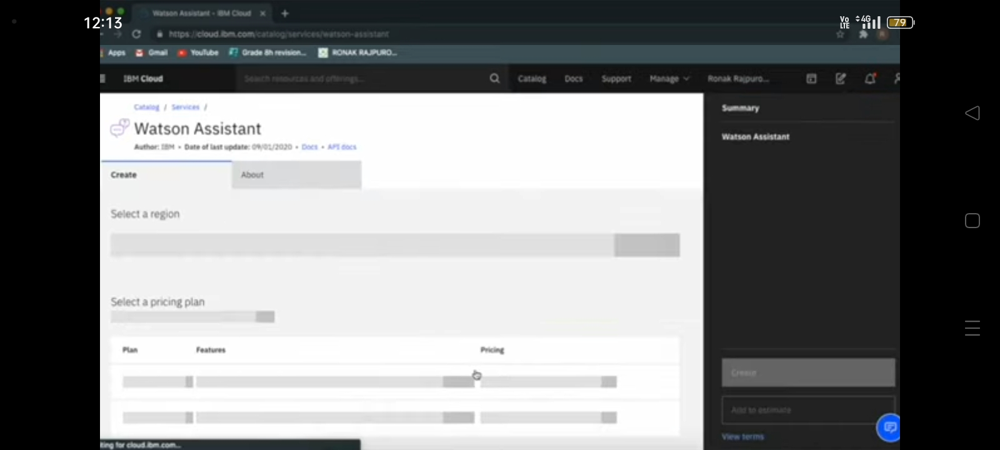 12:13
Vo LTE 4G 79
Watson Assistant - IBM Cloud
https://cloud.ibm.com/catalog/services/watson-assistant
Apps Gmail YouTube Grade 8h revision... RONAK RAJPURO...
IBM Cloud Search resources and offerings... Catalog Docs Support Manage Ronak Rajpuro...
Catalog / Services /
Watson Assistant
Author: IBM • Date of last update: 09/01/2020 • Docs • API docs
Create About
Select a region
Select a pricing plan
Plan Features Pricing
Summary
Watson Assistant
Create
Add to estimate
View terms
ting for cloud.ibm.com...